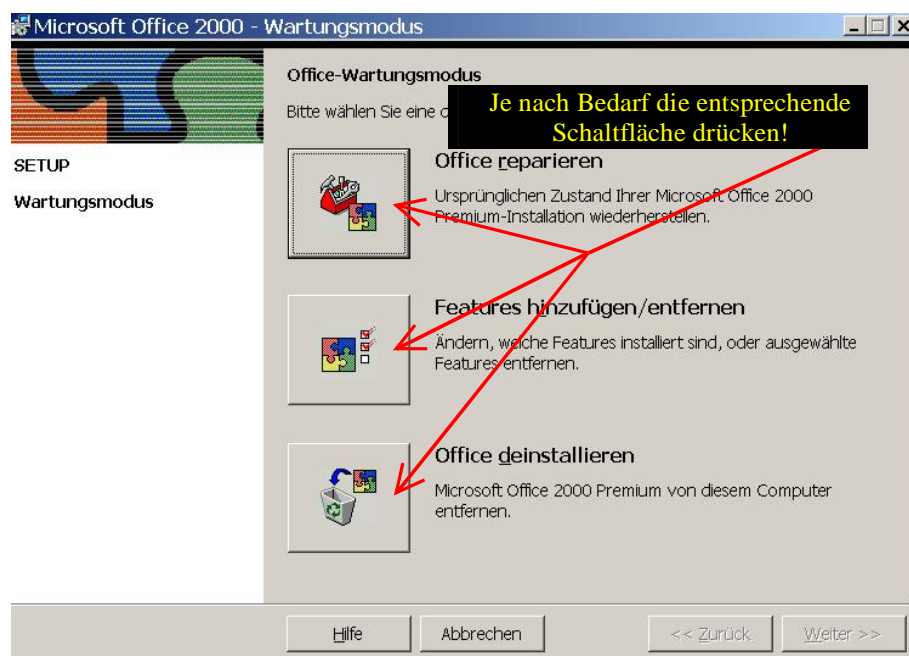 Microsoft Office 2000 - Wartungsmodus
Office-Wartungsmodus
Bitte wählen Sie eine
Je nach Bedarf die entsprechende
Schaltfläche drücken!
SETUP
Wartungsmodus
Office reparieren
Ursprünglichen Zustand Ihrer Microsoft Office 2000
Premium-Installation wiederherstellen.
Features hinzufügen/entfernen
Ändern, welche Features installiert sind, oder ausgewählte
Features entfernen.
Office deinstallieren
Microsoft Office 2000 Premium von diesem Computer
entfernen.
Hilfe
Abbrechen
<< Zurück
Weiter >>